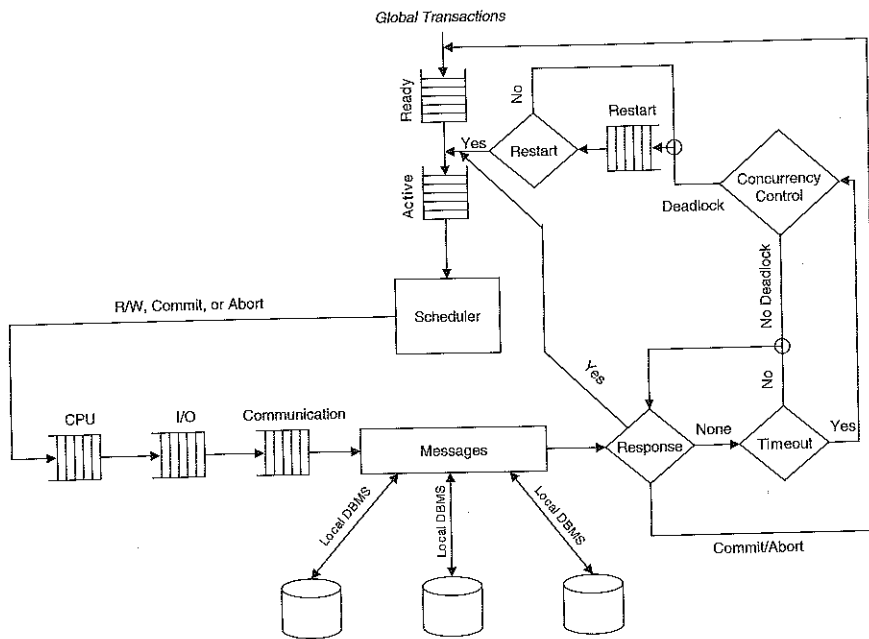 Global Transactions
Ready
No
Restart
Yes
Restart
Concurrency
Control
Active
Deadlock
R/W, Commit, or Abort
Scheduler
No Deadlock
Yes
No
CPU
I/O
Communication
Messages
Response
None
Timeout
Yes
Local DBMS
Local DBMS
Local DBMS
Commit/Abort